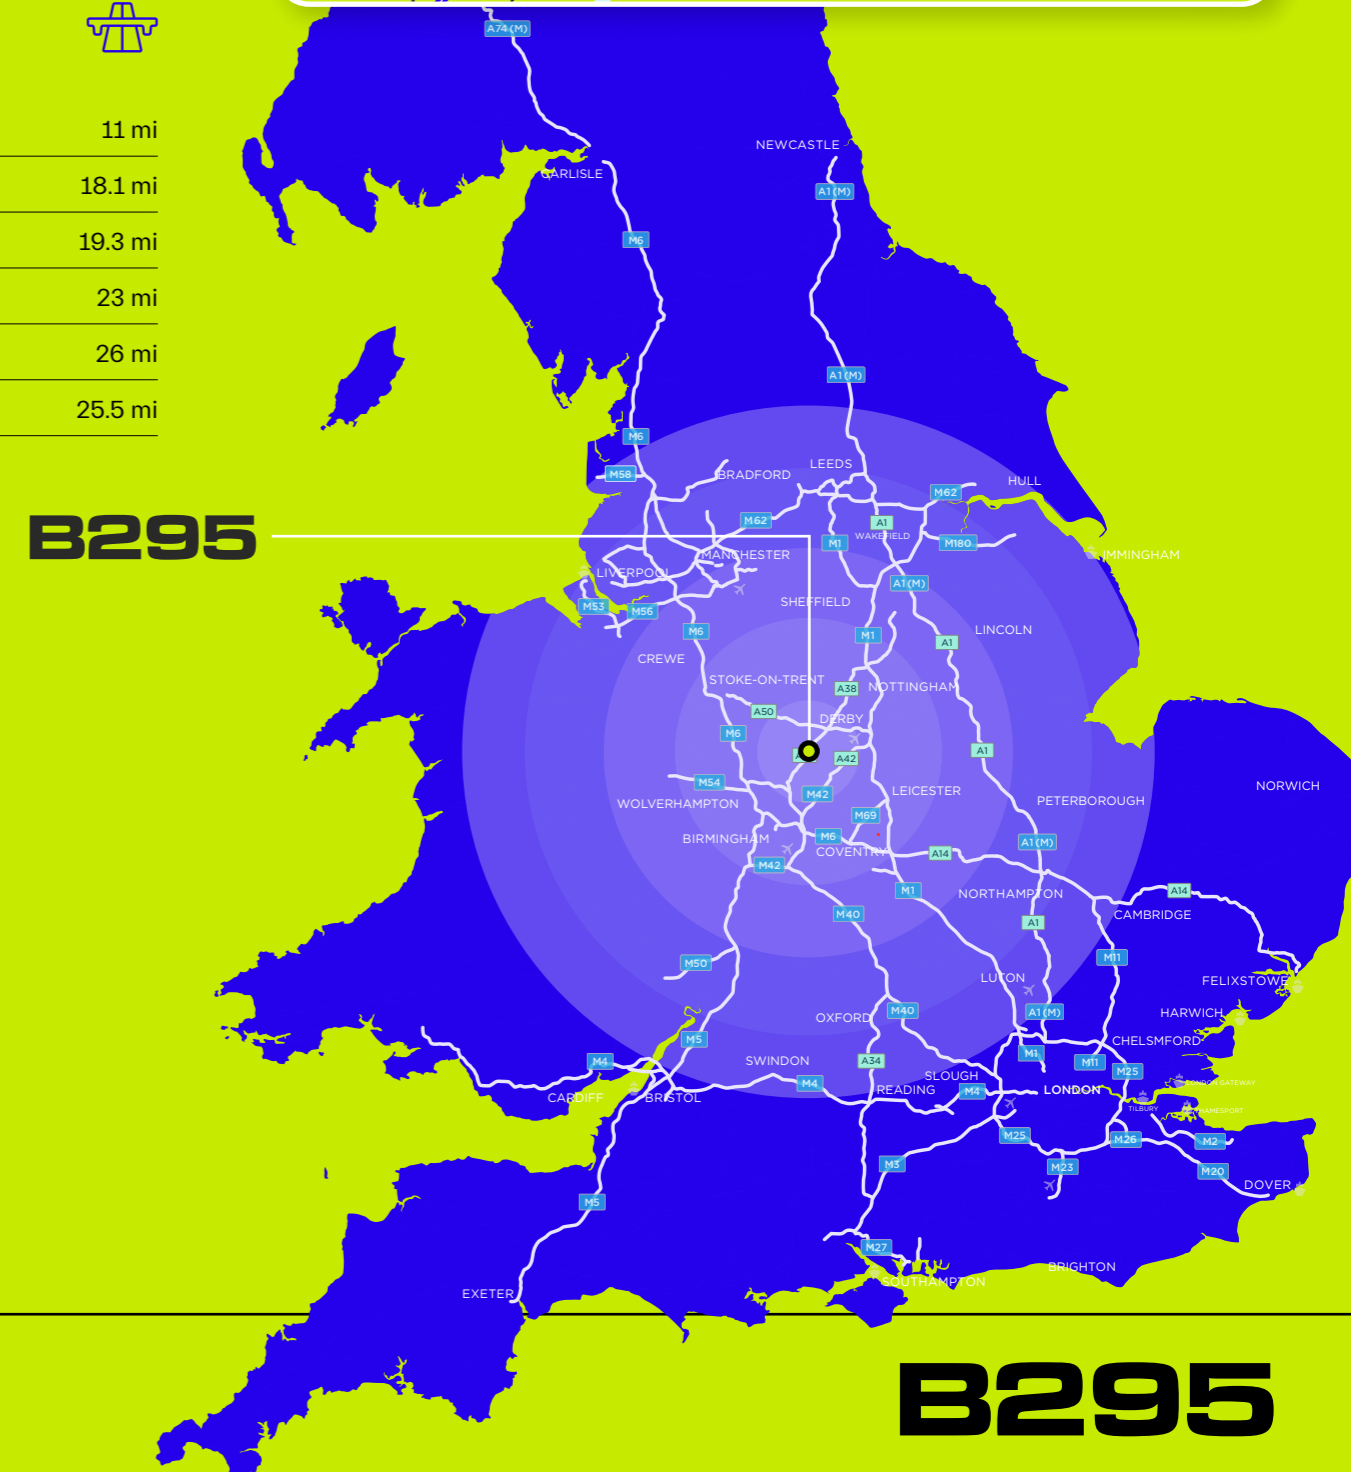 A74(M)
11 mi
NEWCASTLE
CARLISLE
18.1 mi
A1(M)
19.3 mi
M6
23 mi
26 mi
A1(M)
25.5 mi
M6
LEEDS
M58
BRADFORD
HULL
M62
M62
A1
B295
WAKEFIELD
M1
M180
MANCHESTER
IMMINGHAM
LIVERPOOL
A1(M)
SHEFFIELD
M53
M56
M6
M1
LINCOLN
A1
CREWE
STOKE-ON-TRENT
A38
NOTTINGHAM
A50
DERBY
M6
A1
A42
M54
NORWICH
M42
LEICESTER
WOLVERHAMPTON
PETERBOROUGH
M69
BIRMINGHAM
M6
A1(M)
COVENTRY
A14
M42
M1
NORTHAMPTON
A14
M40
CAMBRIDGE
A1
M50
M11
LUTON
FELIXSTOWE
M40
A1(M)
HARWICH
OXFORD
M5
CHELSMFORD
M1
M4
SWINDON
A34
M11
M25
SLOUGH
M4
READING
M4
LONDON
LONDON GATEWAY
CARDIFF
BRISTOL
TILBURY
THAMESPORT
M25
M26
M2
M3
M23
M20
DOVER
M5
M27
BRIGHTON
SOUTHAMPTON
EXETER
B295